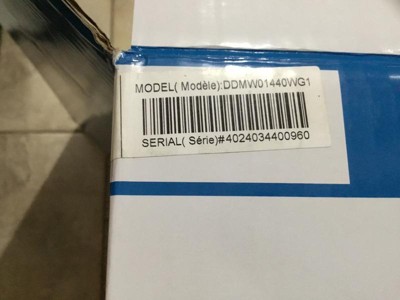 MODEL( Modèle):DDMW01440WG1
SERIAL( Série)#4024034400960